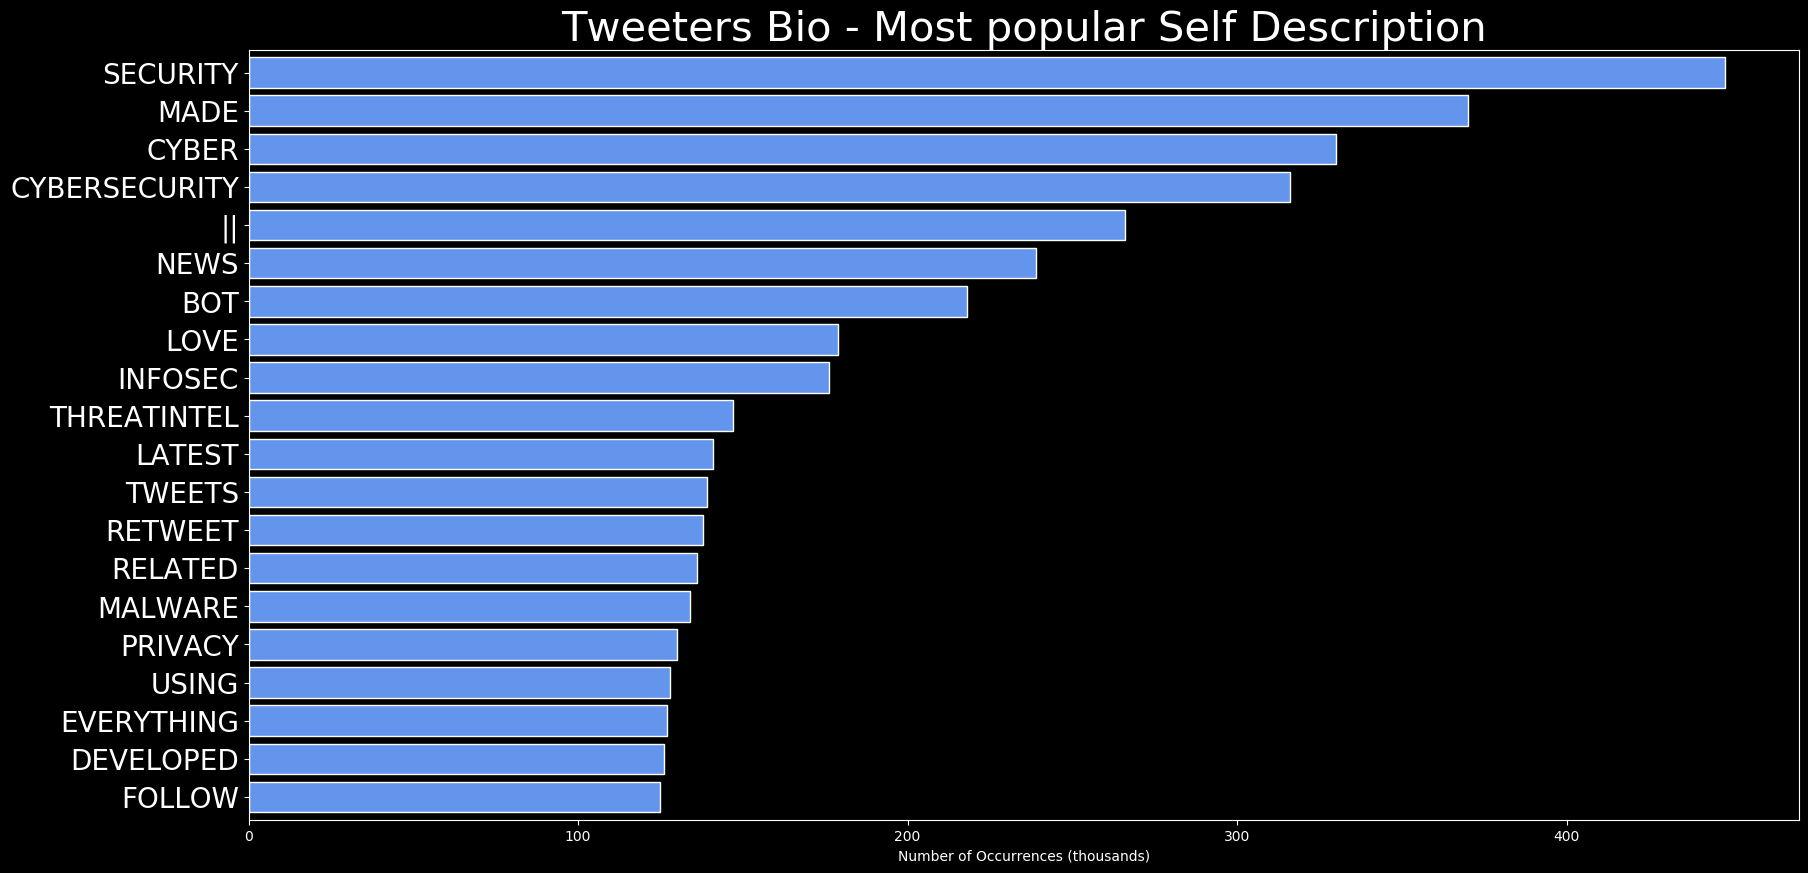 Tweeters Bio - Most popular Self Description
SECURITY
MADE
CYBER
CYBERSECURITY
||
NEWS
BOT
LOVE
INFOSEC
THREATINTEL
LATEST
TWEETS
RETWEET
RELATED
MALWARE
PRIVACY
USING
EVERYTHING
DEVELOPED
FOLLOW
0 100 200 300 400
Number of Occurrences (thousands)